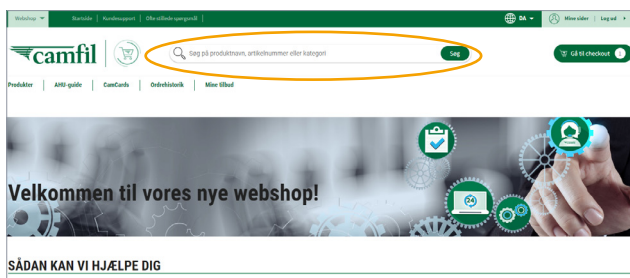 Webshop Startside | Kundesupport | Ofte stillede spørgsmål | DA Mine sider | Log ud
camfil Søg på produktnavn, artikelnummer eller kategori Søg Gå til checkout
Produkter | AHU-guide | CamCards | Ordrehistorik | Mine tilbud
24
Velkommen til vores nye webshop!
SÅDAN KAN VI HJÆLPE DIG